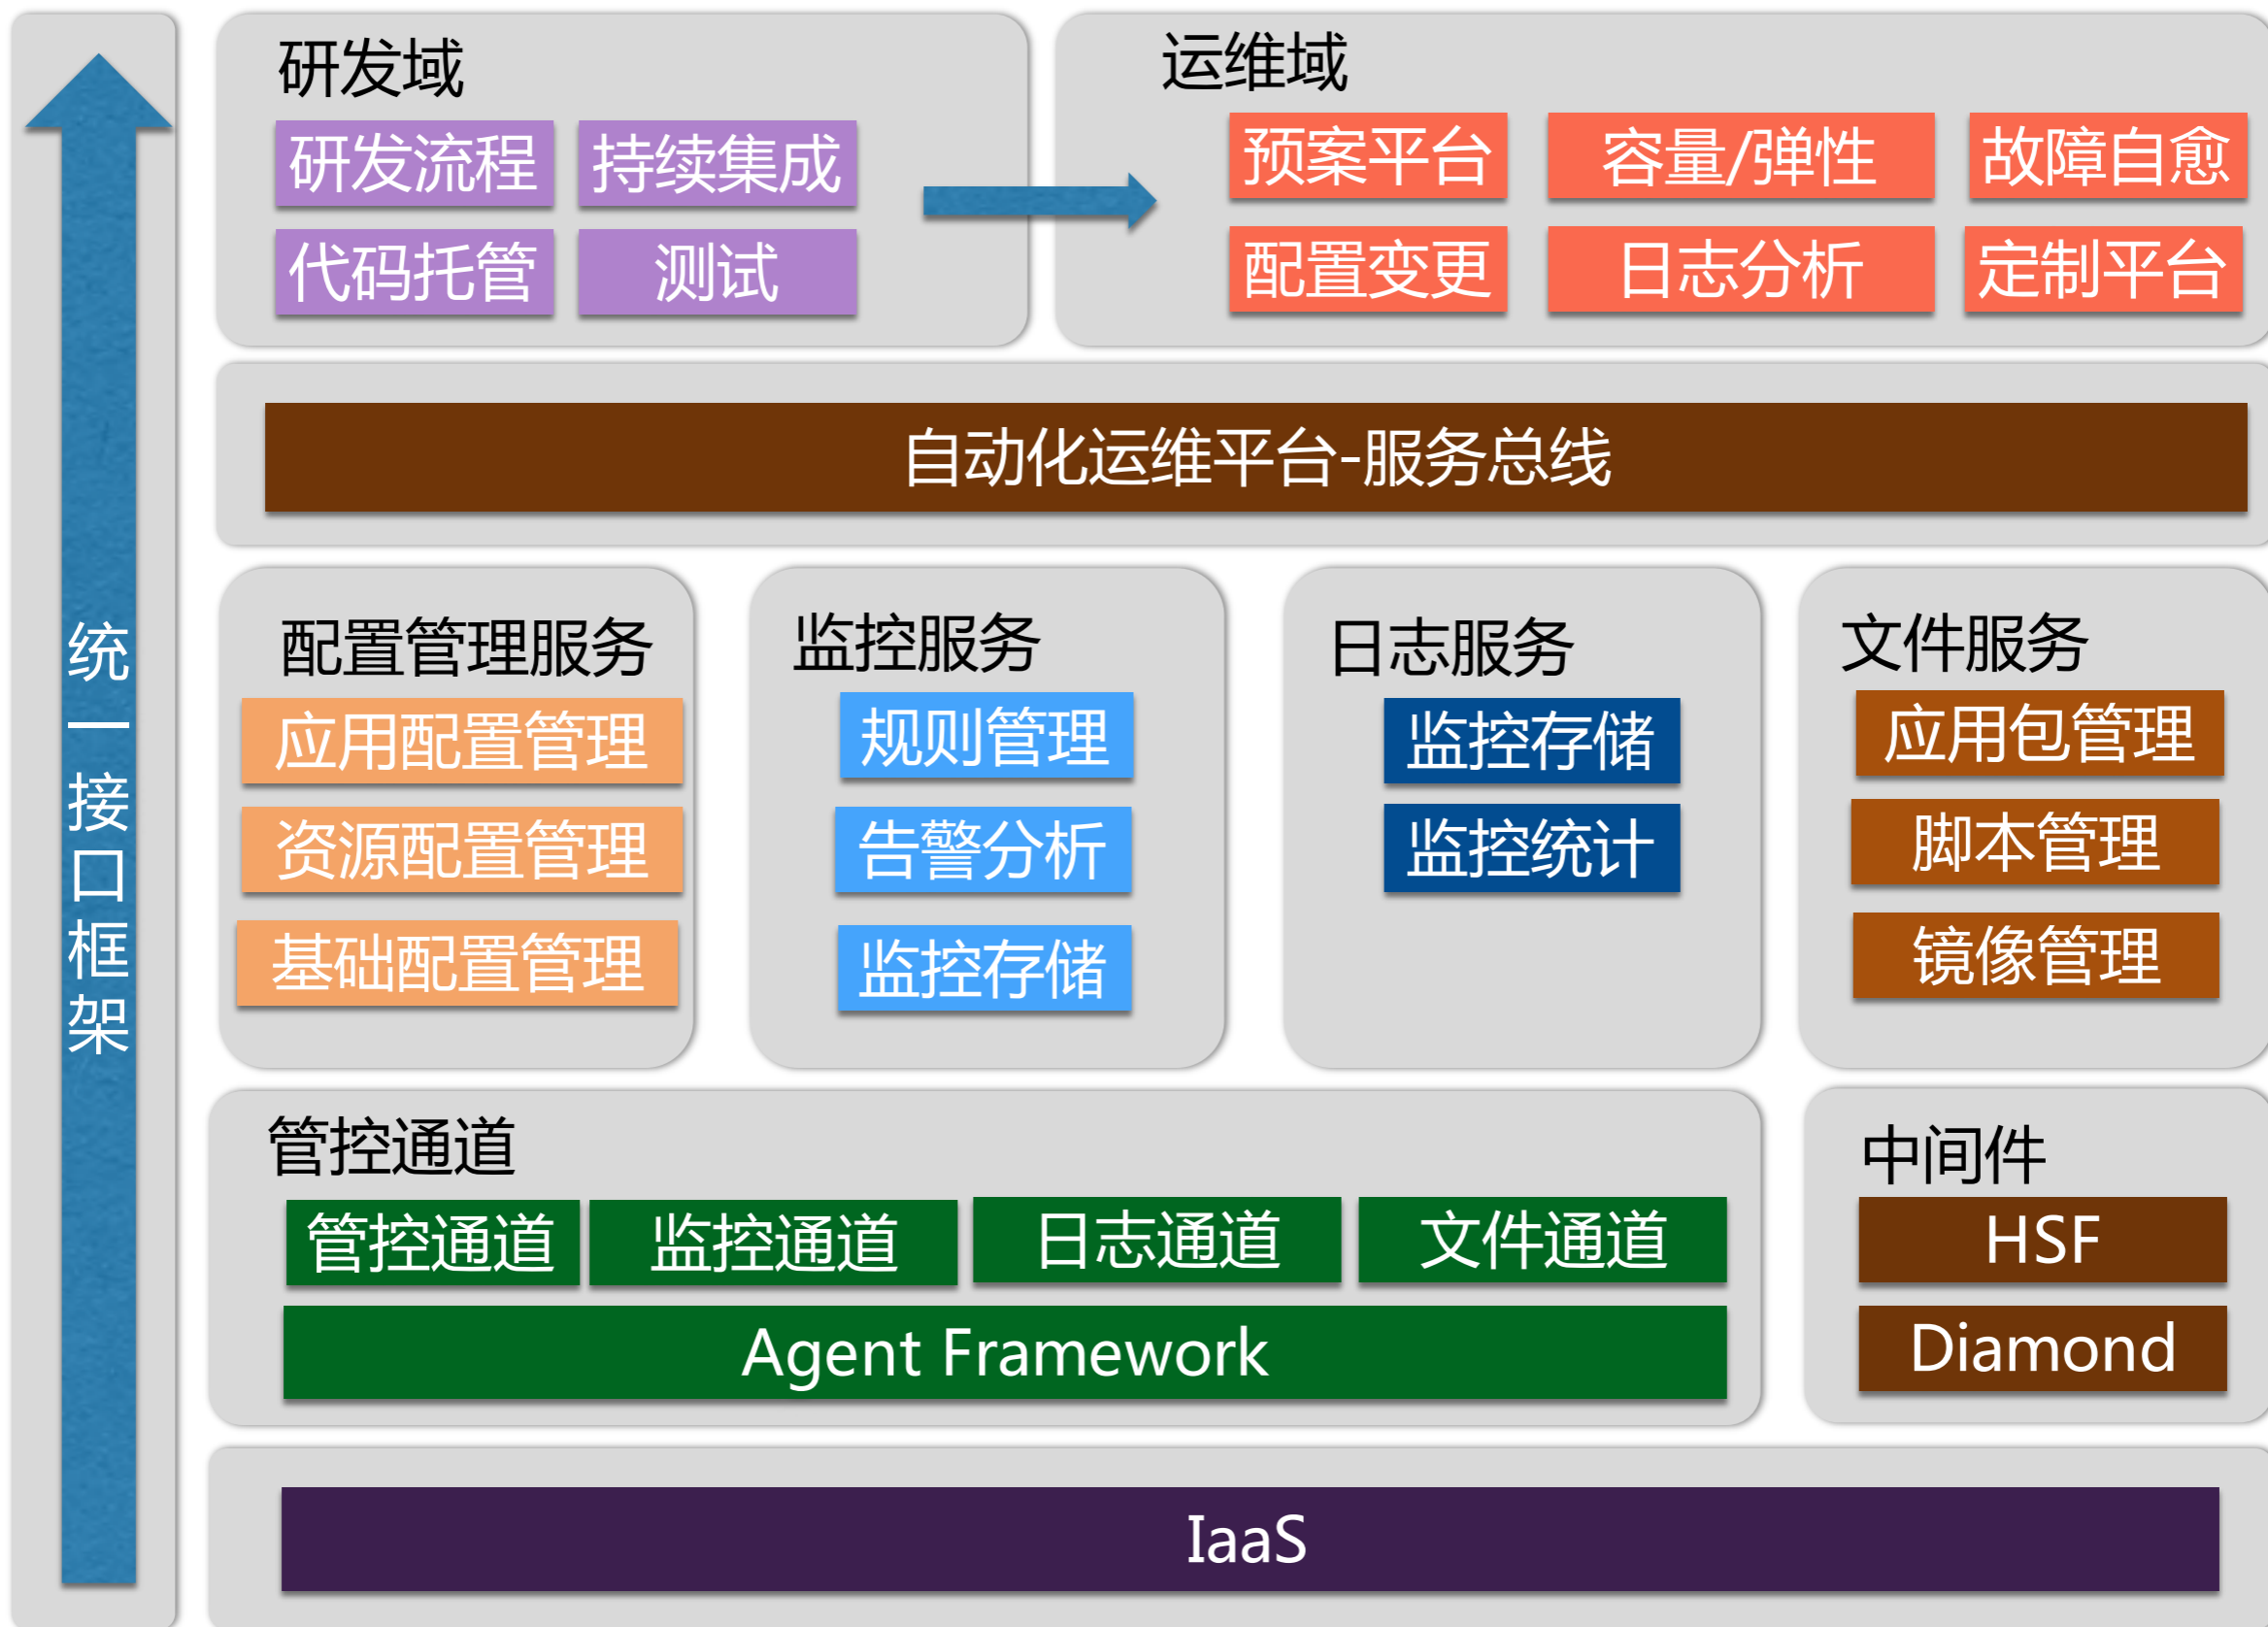 统一接口框架
研发域
研发流程
持续集成
代码托管
测试
运维域
预案平台
容量/弹性
故障自愈
配置变更
日志分析
定制平台
自动化运维平台-服务总线
配置管理服务
应用配置管理
资源配置管理
基础配置管理
监控服务
规则管理
告警分析
监控存储
日志服务
监控存储
监控统计
文件服务
应用包管理
脚本管理
镜像管理
管控通道
管控通道
监控通道
日志通道
文件通道
Agent Framework
中间件
HSF
Diamond
IaaS